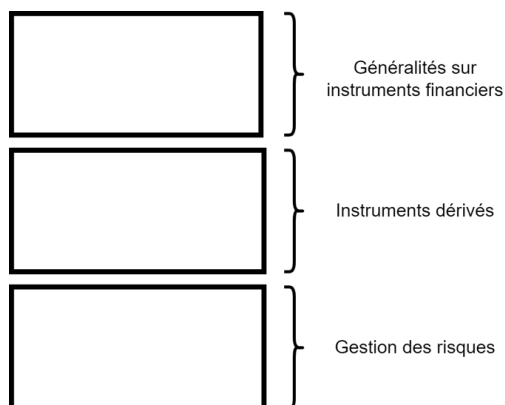 Généralités sur
instruments financiers
Instruments dérivés
Gestion des risques